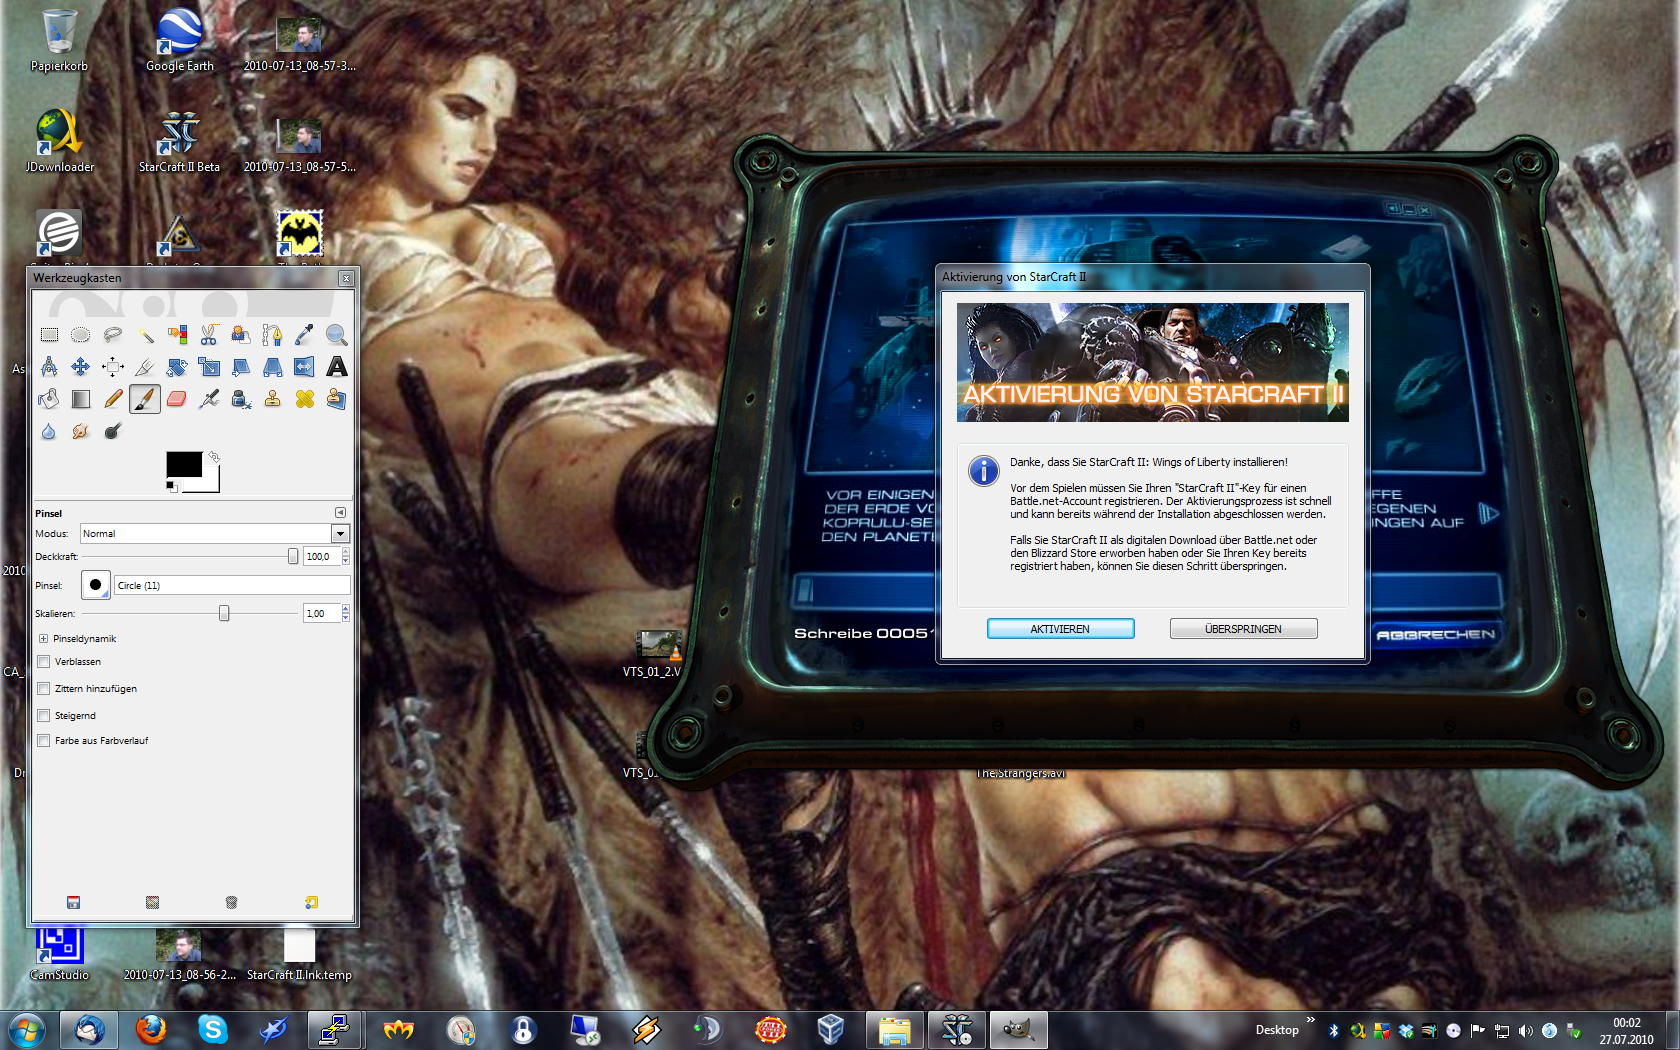 Papierkorb
Google Earth
2010-07-13_08-57-3...
JDownloader
StarCraft II Beta
2010-07-13_08-57-5...
Werkzeugkasten
Pinsel
Modus:
Normal
Deckkraft:
100,0
Pinsel:
Circle (11)
Skalieren:
1,00
Pinseldynamik
Verblassen
Zittern hinzufügen
Steigernd
Farbe aus Farbverlauf
As
2010
CA_
Dr
CamStudio
2010-07-13_08-56-2...
StarCraft II.lnk.temp
VTS_01_2.V
VTS_0
The.Strangers.avi
Aktivierung von StarCraft II
AKTIVIERUNG VON STARCRAFT II
Danke, dass Sie StarCraft II: Wings of Liberty installieren!
Vor dem Spielen müssen Sie Ihren "StarCraft II"-Key für einen
Battle.net-Account registrieren. Der Aktivierungsprozess ist schnell
und kann bereits während der Installation abgeschlossen werden.
Falls Sie StarCraft II als digitalen Download über Battle.net oder
den Blizzard Store erworben haben oder Sie Ihren Key bereits
registriert haben, können Sie diesen Schritt überspringen.
AKTIVIEREN
ÜBERSPRINGEN
VOR EINIGEN
DER ERDE VO
KOPRULU-SE
DEN PLANETE
FFE
EGENEN
NGEN AUF
Schreibe 0005
ABBRECHEN
Desktop
00:02
27.07.2010